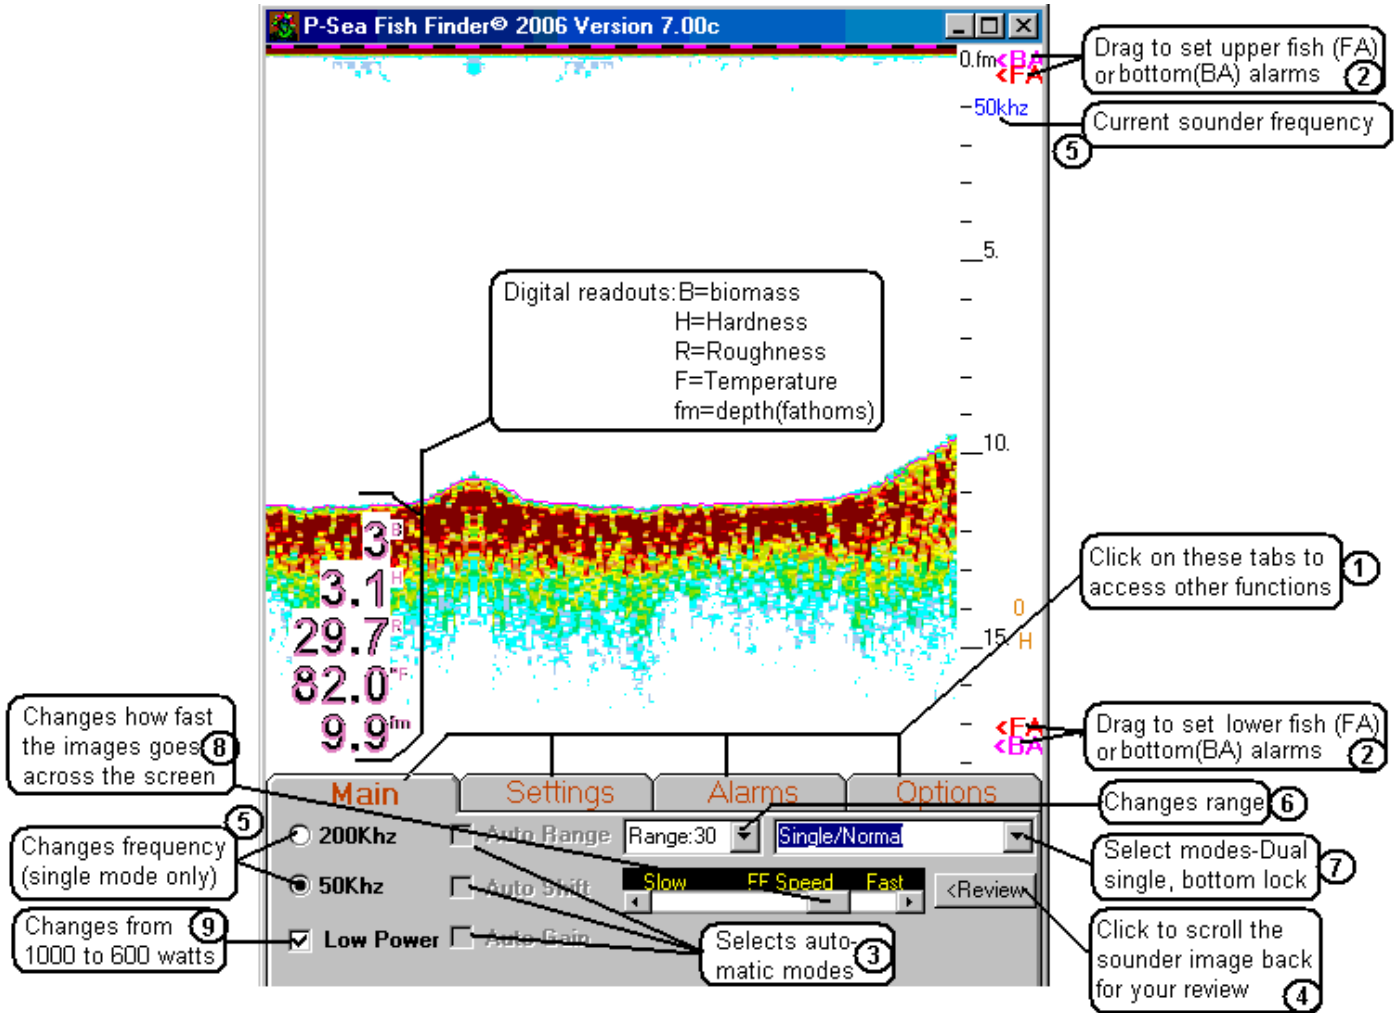 P-Sea Fish Finder© 2006 Version 7.00c
0.fm
<BA
<FA
Drag to set upper fish (FA)
or bottom(BA) alarms
2
50khz
Current sounder frequency
5
5.
Digital readouts:B=biomass
H=Hardness
R=Roughness
F=Temperature
fm=depth(fathoms)
10.
3 B
3.1 H
29.7 R
82.0 °F
9.9 fm
Click on these tabs to
access other functions
1
0
15.
H
<FA
<BA
Drag to set lower fish (FA)
or bottom(BA) alarms
2
Changes how fast
the images goes
across the screen
8
Main
Settings
Alarms
Options
5
Changes frequency
(single mode only)
200Khz
Auto Range
Range:30
Single/Normal
Changes range
6
50Khz
Auto Shift
Slow
FF Speed
Fast
<Review
Select modes-Dual
single, bottom lock
7
Changes from
1000 to 600 watts
9
Low Power
Auto Gain
Selects auto-
matic modes
3
Click to scroll the
sounder image back
for your review
4